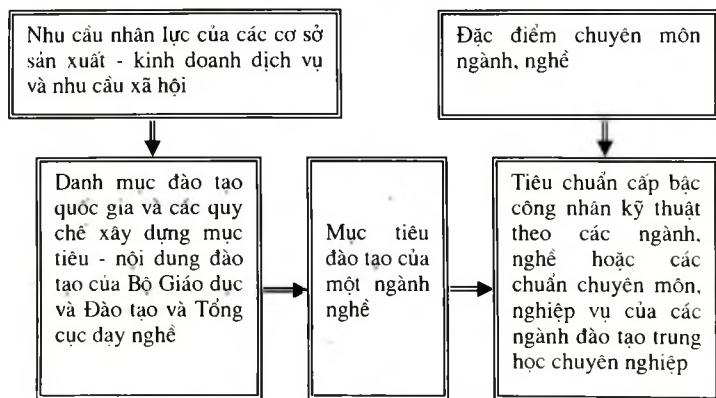 Nhu cầu nhân lực của các cơ sở
sản xuất - kinh doanh dịch vụ
và nhu cầu xã hội
Đặc điểm chuyên môn
ngành, nghề
Danh mục đào tạo
quốc gia và các quy
chế xây dựng mục
tiêu - nội dung đào
tạo của Bộ Giáo dục
và Đào tạo và Tổng
cục dạy nghề
Mục tiêu
đào tạo của
một ngành
nghề
Tiêu chuẩn cấp bậc
công nhân kỹ thuật
theo các ngành,
nghề hoặc các
chuẩn chuyên môn,
nghiệp vụ của các
ngành đào tạo trung
học chuyên nghiệp